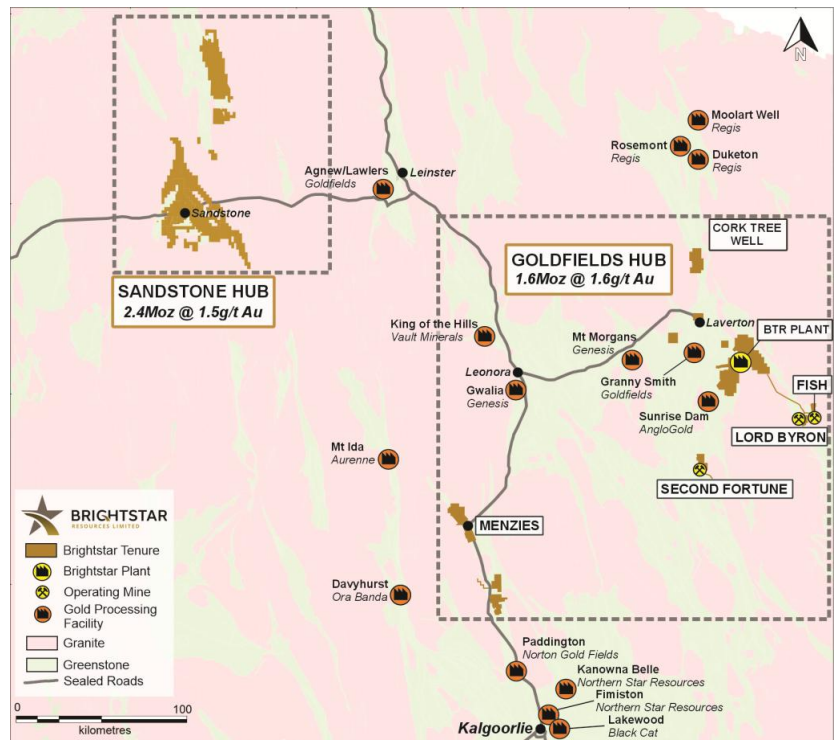 N
Moolart Well
Regis
Rosemont
Regis
Duketon
Regis
Agnew/Lawlers
Goldfields
Leinster
Sandstone
CORK TREE
WELL
SANDSTONE HUB
2.4Moz @ 1.5g/t Au
GOLDFIELDS HUB
1.6Moz @ 1.6g/t Au
King of the Hills
Vault Minerals
Mt Morgans
Genesis
Laverton
BTR PLANT
Leonora
Gwalia
Genesis
Granny Smith
Goldfields
FISH
Sunrise Dam
AngloGold
LORD BYRON
Mt Ida
Aurenne
SECOND FORTUNE
MENZIES
Davyhurst
Ora Banda
Paddington
Norton Gold Fields
Kanowna Belle
Northern Star Resources
Fimiston
Northern Star Resources
Kalgoorlie
Lakewood
Black Cat
BRIGHTSTAR
RESOURCES LIMITED
Brightstar Tenure
Brightstar Plant
Operating Mine
Gold Processing
Facility
Granite
Greenstone
Sealed Roads
0 100
kilometres